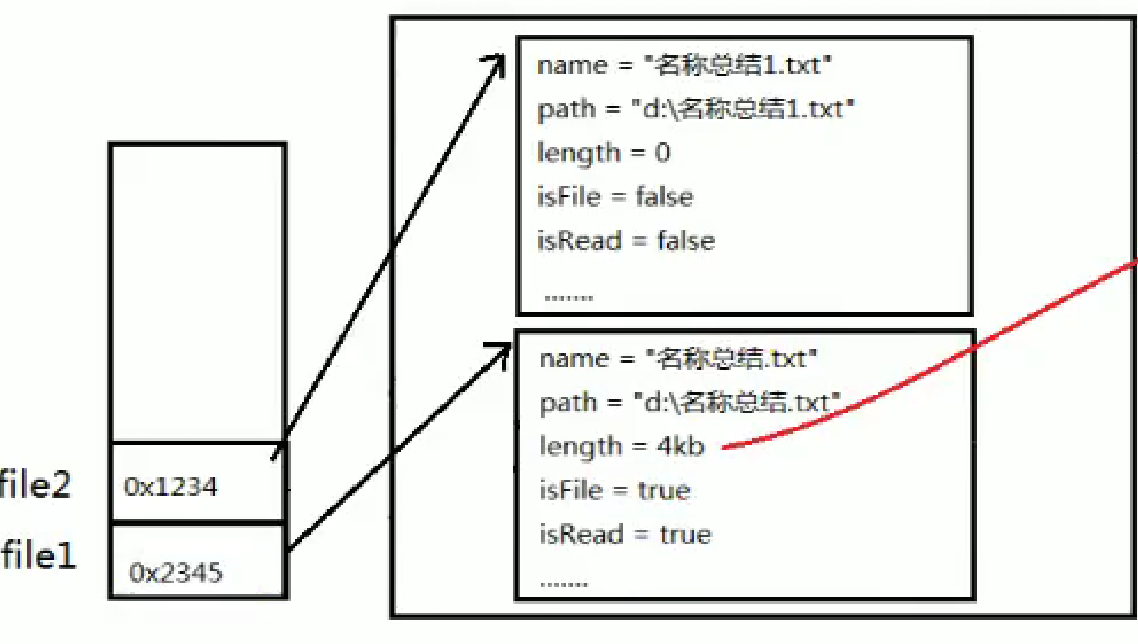 name = "名称总结1.txt"
path = "d:\名称总结1.txt"
length = 0
isFile = false
isRead = false
.......
name = "名称总结.txt"
path = "d:\名称总结.txt"
length = 4kb
isFile = true
isRead = true
.......
file2
0x1234
file1
0x2345